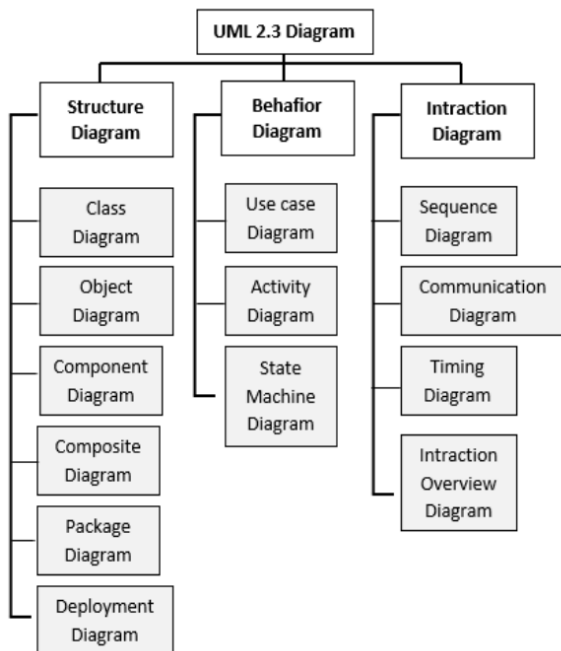 UML 2.3 Diagram
Structure
Diagram
Class
Diagram
Object
Diagram
Component
Diagram
Composite
Diagram
Package
Diagram
Deployment
Diagram
Behafior
Diagram
Use case
Diagram
Activity
Diagram
State
Machine
Diagram
Intraction
Diagram
Sequence
Diagram
Communication
Diagram
Timing
Diagram
Intraction
Overview
Diagram